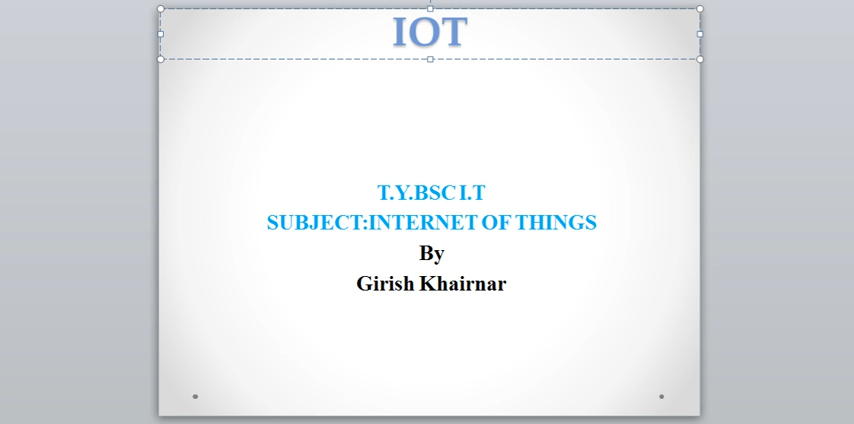 IOT
T.Y.BSC I.T
SUBJECT:INTERNET OF THINGS
By
Girish Khairnar